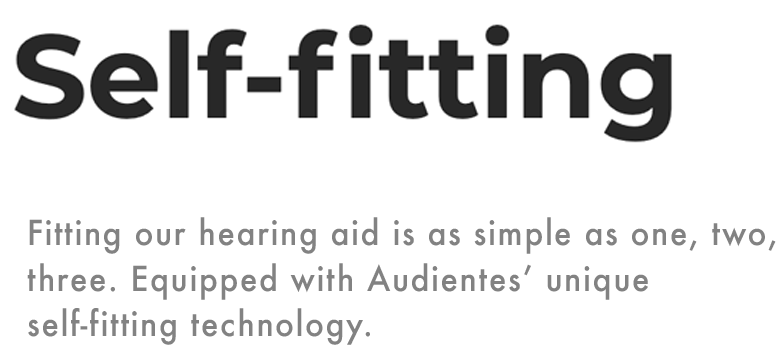 Self-fitting
Fitting our hearing aid is as simple as one, two,
three. Equipped with Audientes’ unique
self-fitting technology.